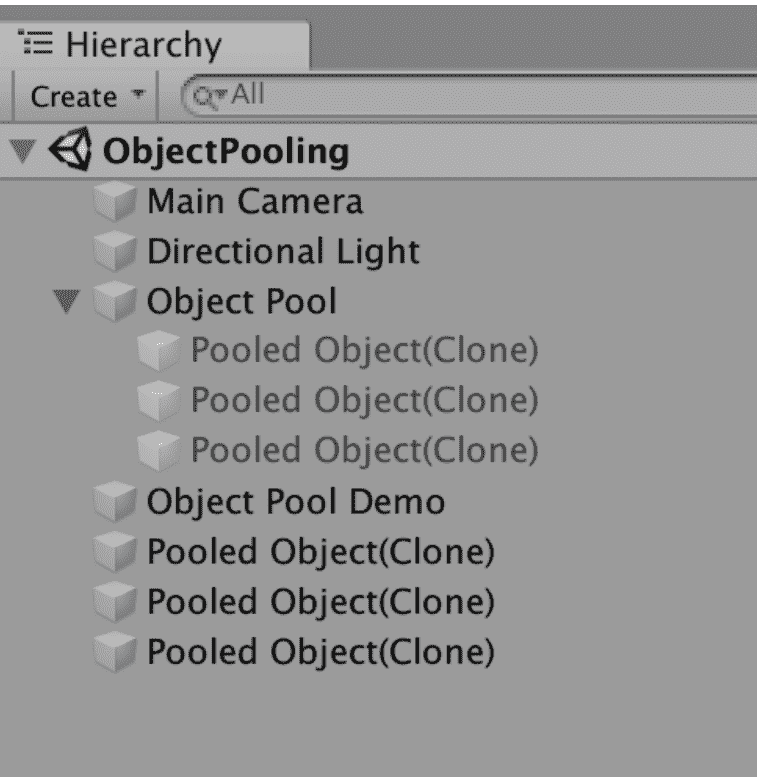 Hierarchy
Create All
ObjectPooling
Main Camera
Directional Light
Object Pool
Pooled Object(Clone)
Pooled Object(Clone)
Pooled Object(Clone)
Object Pool Demo
Pooled Object(Clone)
Pooled Object(Clone)
Pooled Object(Clone)